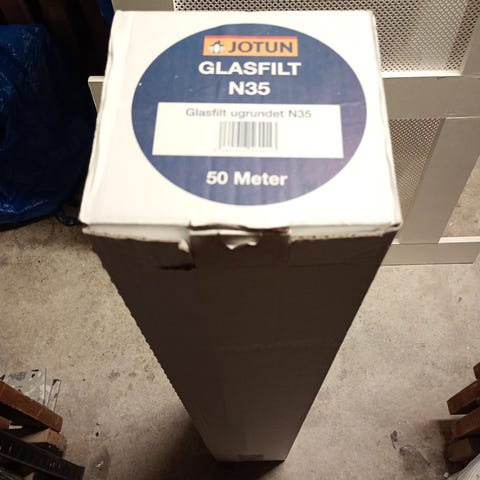 JOTUN
GLASFILT
N35
Glasfilt ugrundet N35
50 Meter